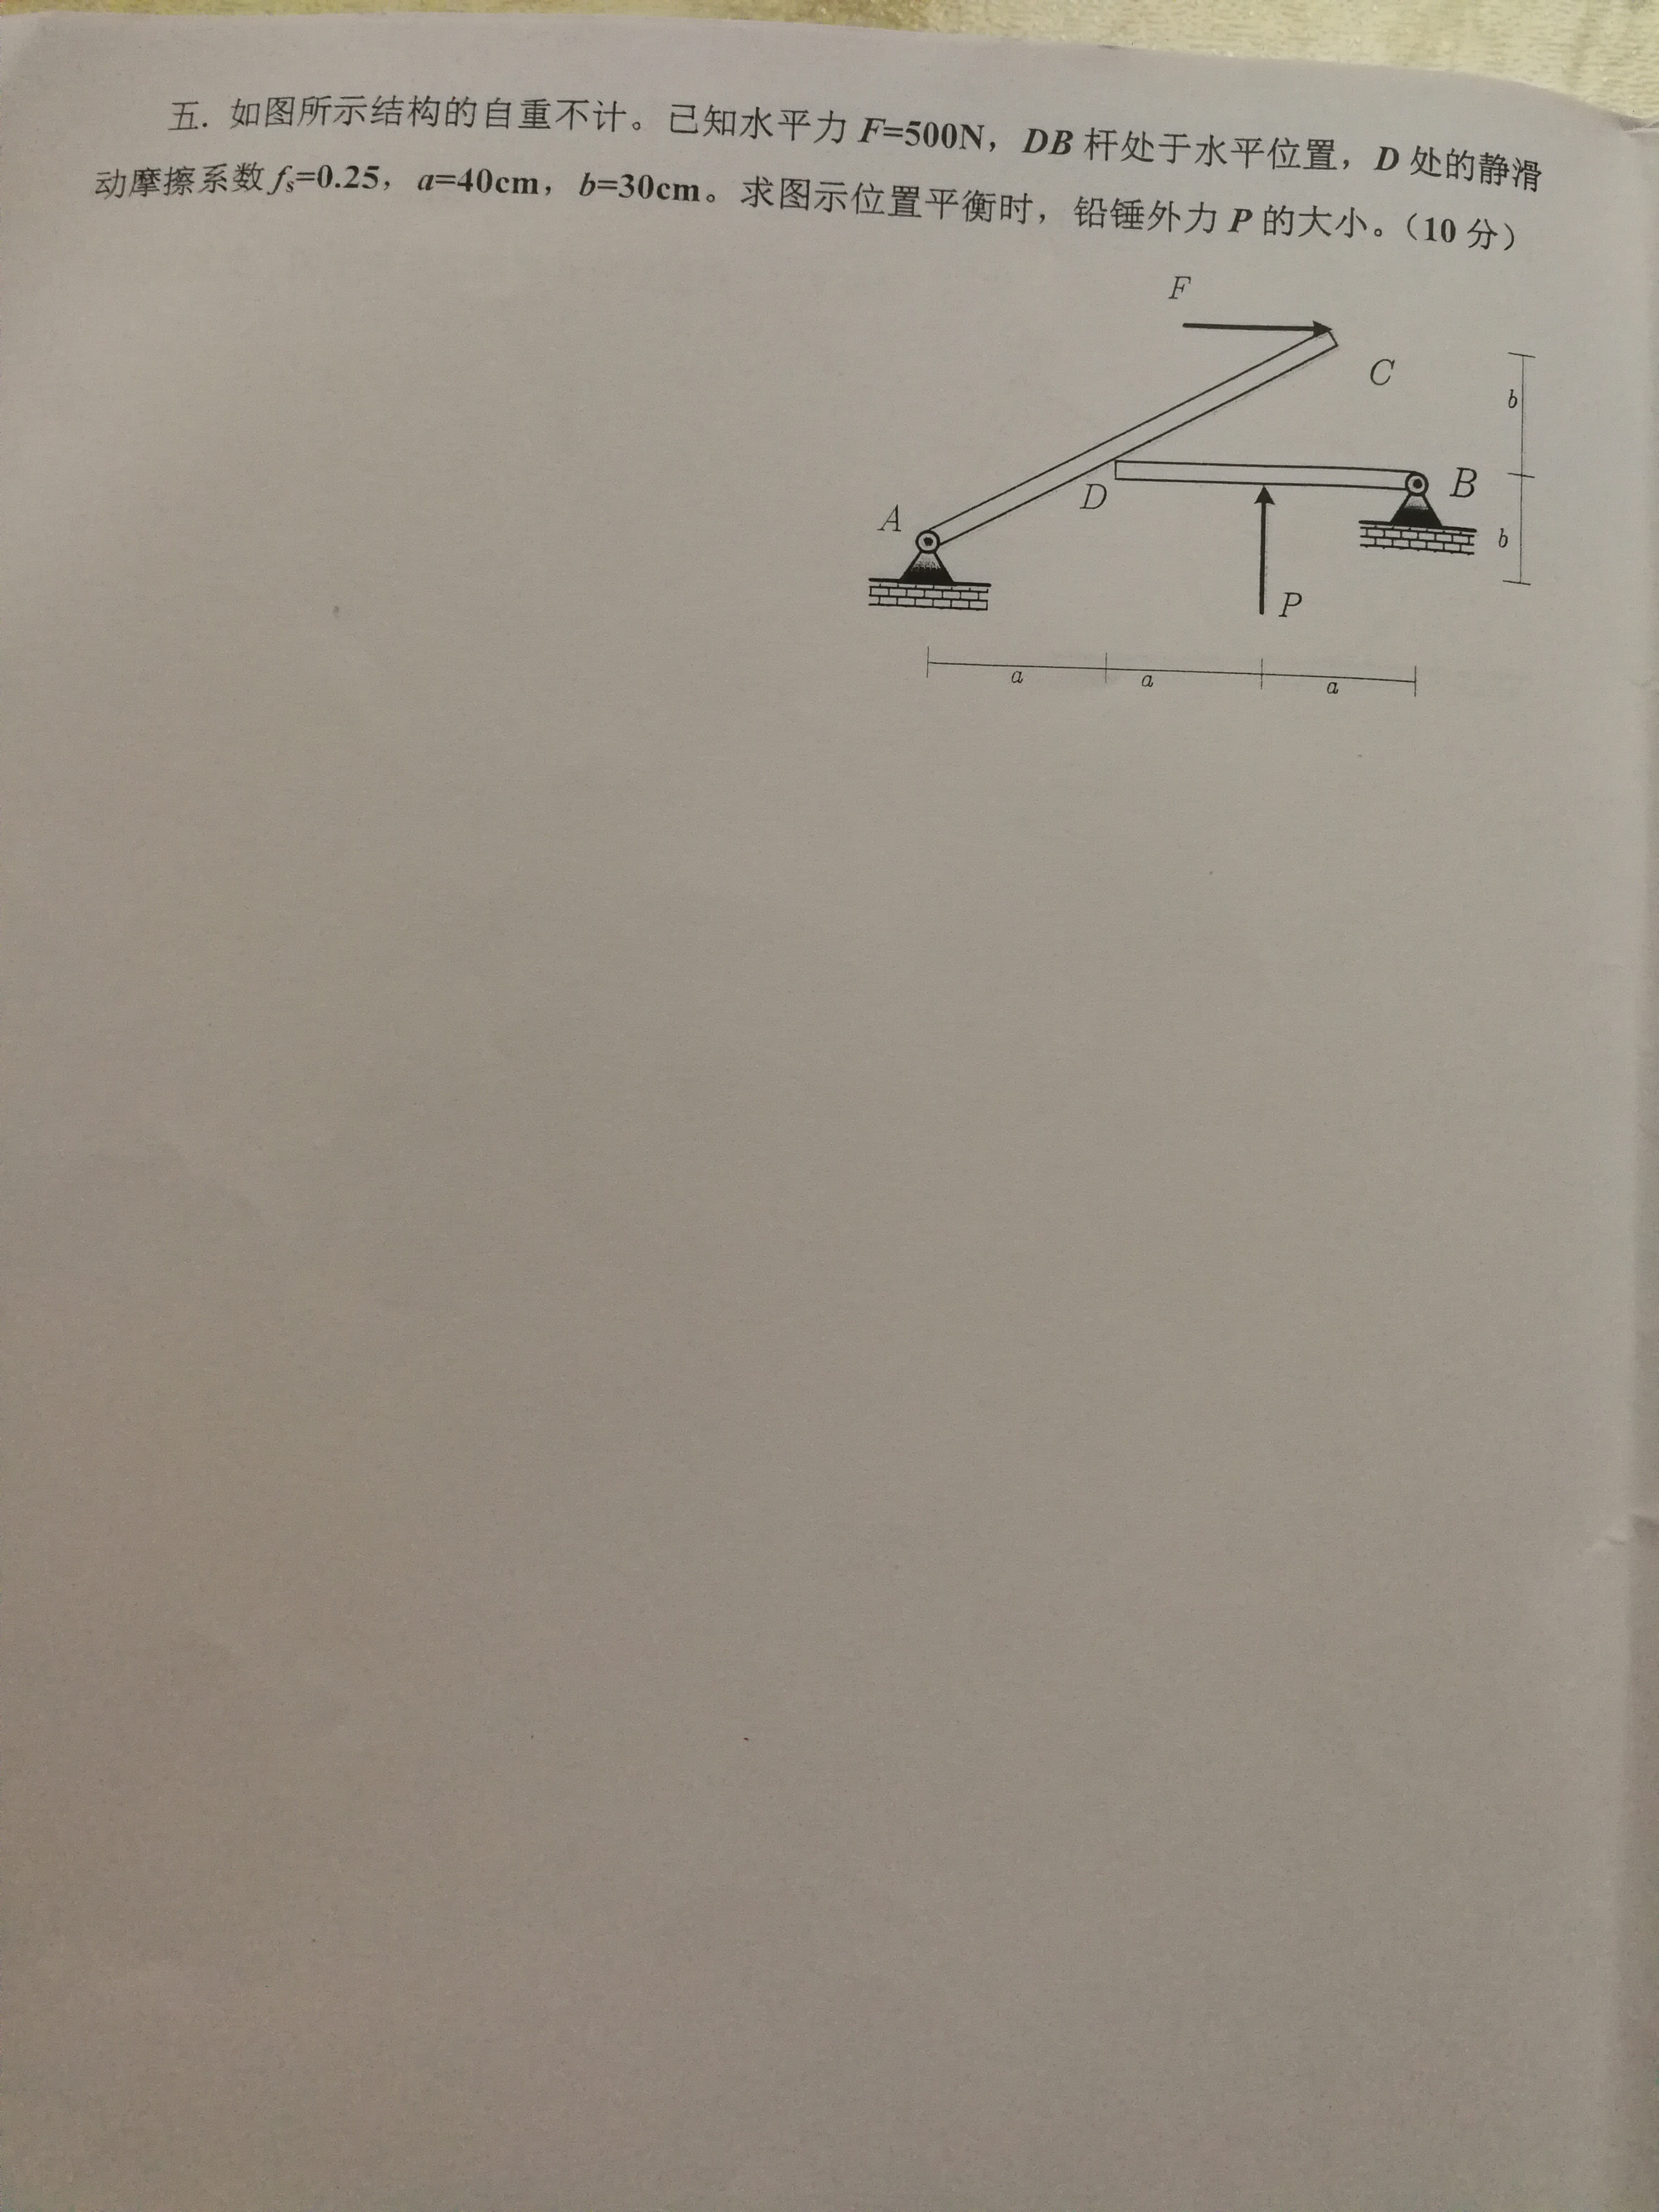 五. 如图所示结构的自重不计。己知水平力 F=500N，DB 杆处于水平位置，D 处的静滑
动摩擦系数 fs=0.25，a=40cm，b=30cm。求图示位置平衡时，铅锤外力 P 的大小。（10 分）
F
C
b
A
D
B
b
P
a
a
a